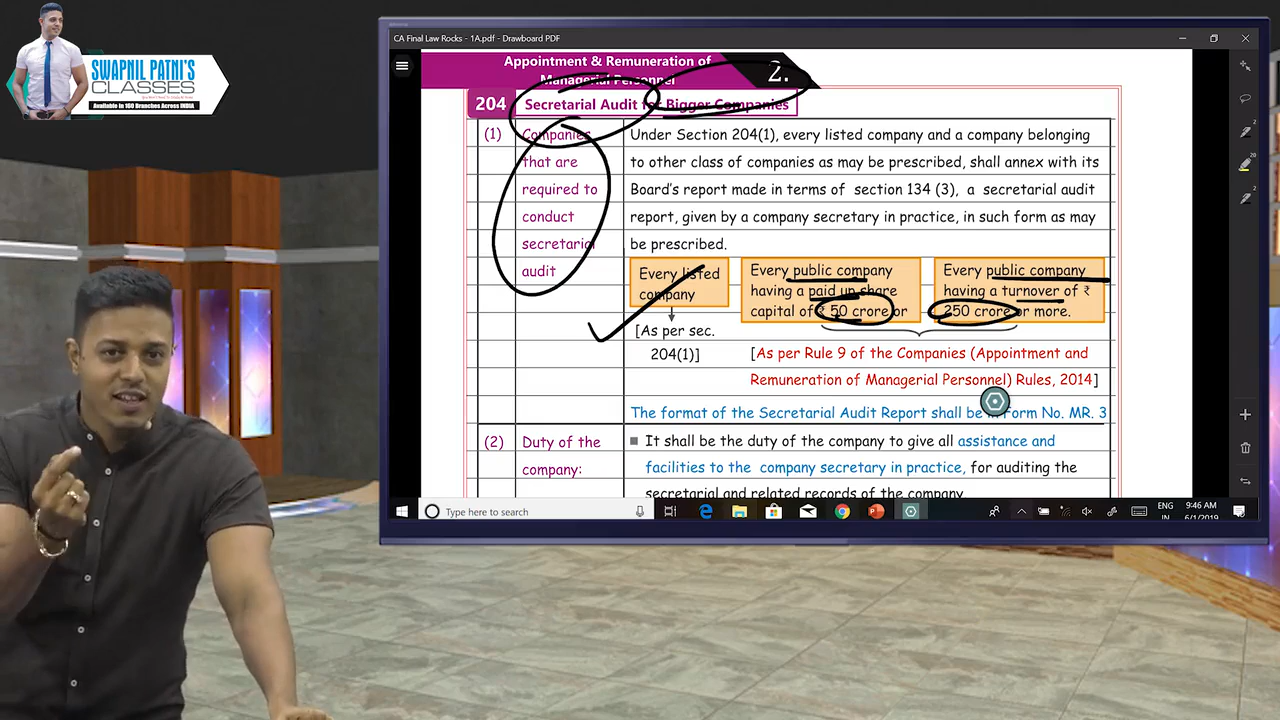 SWAPNIL PATNI'S
CLASSES
Available in 160 Branches Across INDIA
CA Final Law Rocks - 1A.pdf - Drawboard PDF
Appointment & Remuneration of
Managerial Personnel
2.
204 Secretarial Audit for Bigger Companies
(1) Companies that are required to conduct secretarial audit
Under Section 204(1), every listed company and a company belonging
to other class of companies as may be prescribed, shall annex with its
Board's report made in terms of section 134 (3), a secretarial audit
report, given by a company secretary in practice, in such form as may
be prescribed.
Every listed
company
[As per sec.
204(1)]
Every public company
having a paid up share
capital of ₹ 50 crore or
Every public company
having a turnover of ₹
250 crore or more.
[As per Rule 9 of the Companies (Appointment and
Remuneration of Managerial Personnel) Rules, 2014]
The format of the Secretarial Audit Report shall be in Form No. MR. 3
(2) Duty of the
company:
■ It shall be the duty of the company to give all assistance and
facilities to the company secretary in practice, for auditing the
secretarial and related records of the company
Type here to search
ENG
IN
9:46 AM
6/1/2019